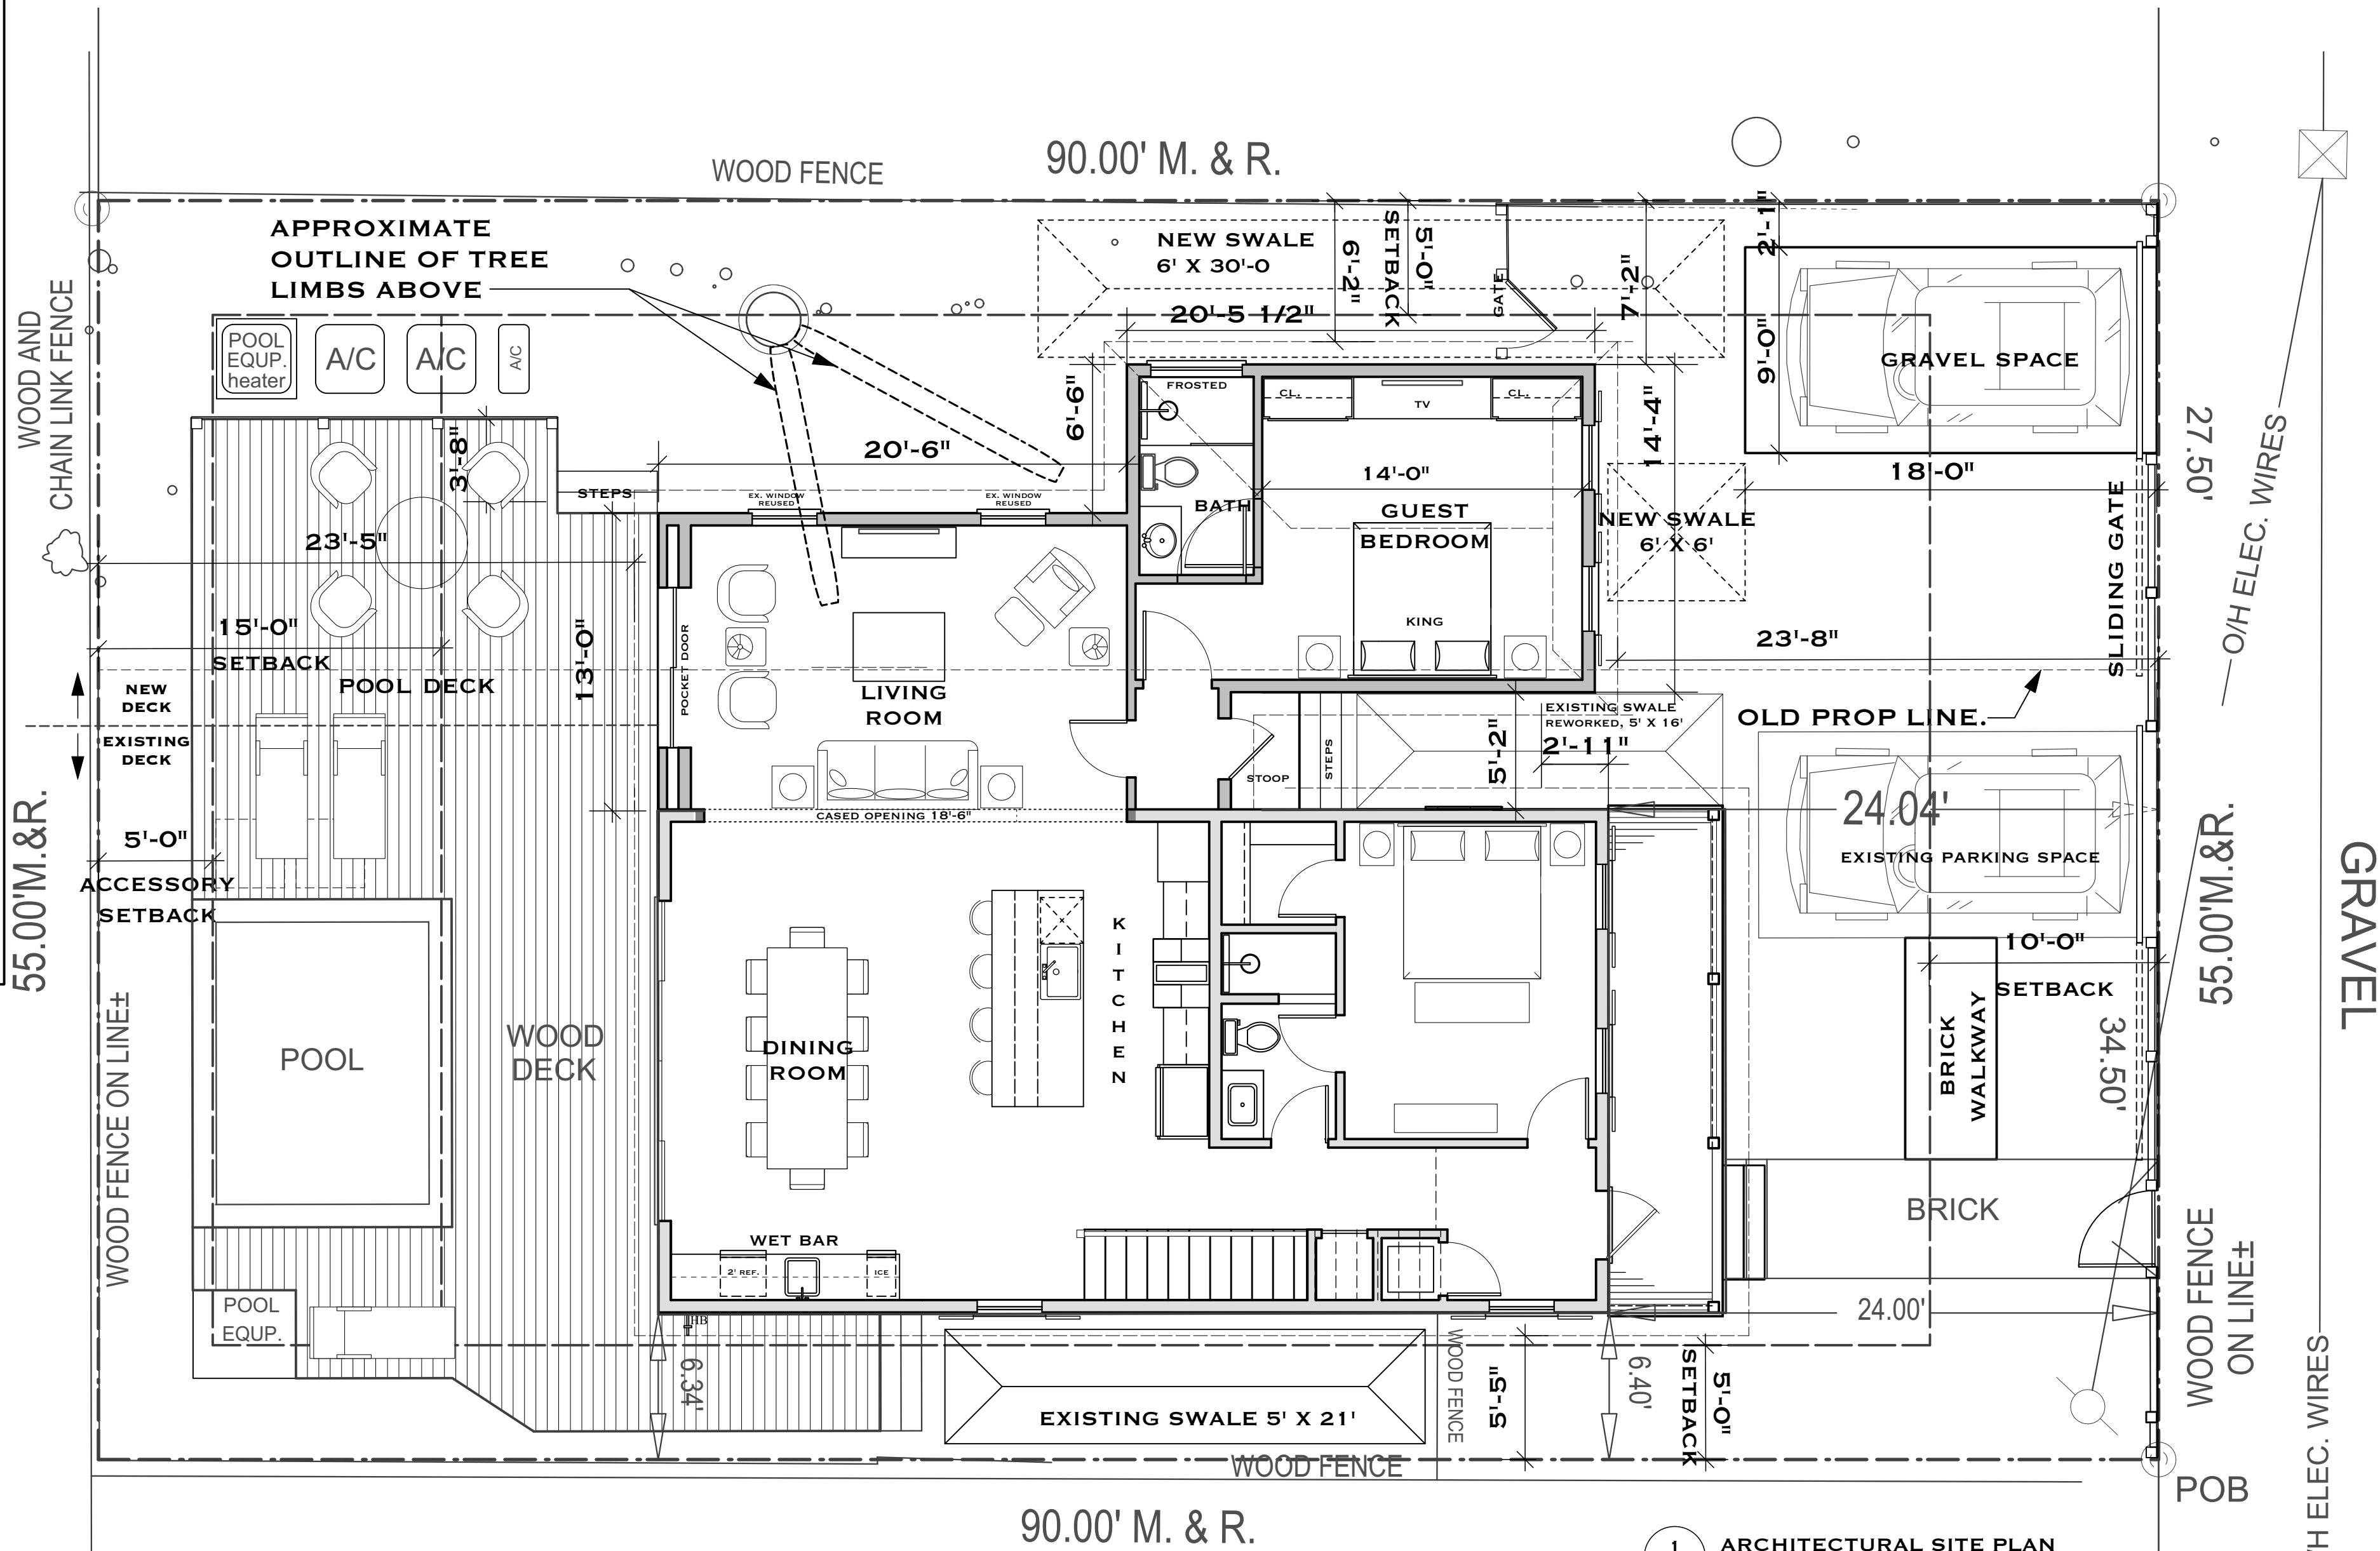 90.00' M. & R.
WOOD FENCE
APPROXIMATE
OUTLINE OF TREE
LIMBS ABOVE
NEW SWALE
6' X 30'-0
6'-2"
SETBACK
5'-0"
GATE
7'-2"
2'-1"
20'-5 1/2"
WOOD AND
CHAIN LINK FENCE
POOL
EQUP.
heater
A/C
A/C
A/C
9'-0"
GRAVEL SPACE
18'-0"
27.50'
O/H ELEC. WIRES
3'-8"
STEPS
20'-6"
6'-6"
FROSTED
CL.
TV
CL.
14'-4"
14'-0"
BATH
GUEST
BEDROOM
KING
EX. WINDOW
REUSED
EX. WINDOW
REUSED
NEW SWALE
6' X 6'
SLIDING GATE
23'-5"
15'-0"
SETBACK
POOL DECK
13'-0"
POCKET DOOR
LIVING
ROOM
23'-8"
NEW
DECK
EXISTING
DECK
OLD PROP LINE.
EXISTING SWALE
REWORKED, 5' X 16'
2'-11"
5'-2"
STEPS
STOOP
CASED OPENING 18'-6"
24.04'
EXISTING PARKING SPACE
55.00'M.&R.
5'-0"
ACCESSORY
SETBACK
55.00'M.&R.
GRAVEL
10'-0"
SETBACK
KITCHEN
BRICK
WALKWAY
34.50'
WOOD FENCE ON LINE±
POOL
WOOD
DECK
DINING
ROOM
BRICK
WET BAR
2' REF.
ICE
WOOD FENCE
ON LINE±
24.00'
POOL
EQUP.
HB
6.34'
EXISTING SWALE 5' X 21'
WOOD FENCE
5'-5"
6.40'
SETBACK
5'-0"
WOOD FENCE
POB
/H ELEC. WIRES
90.00' M. & R.
1
ARCHITECTURAL SITE PLAN